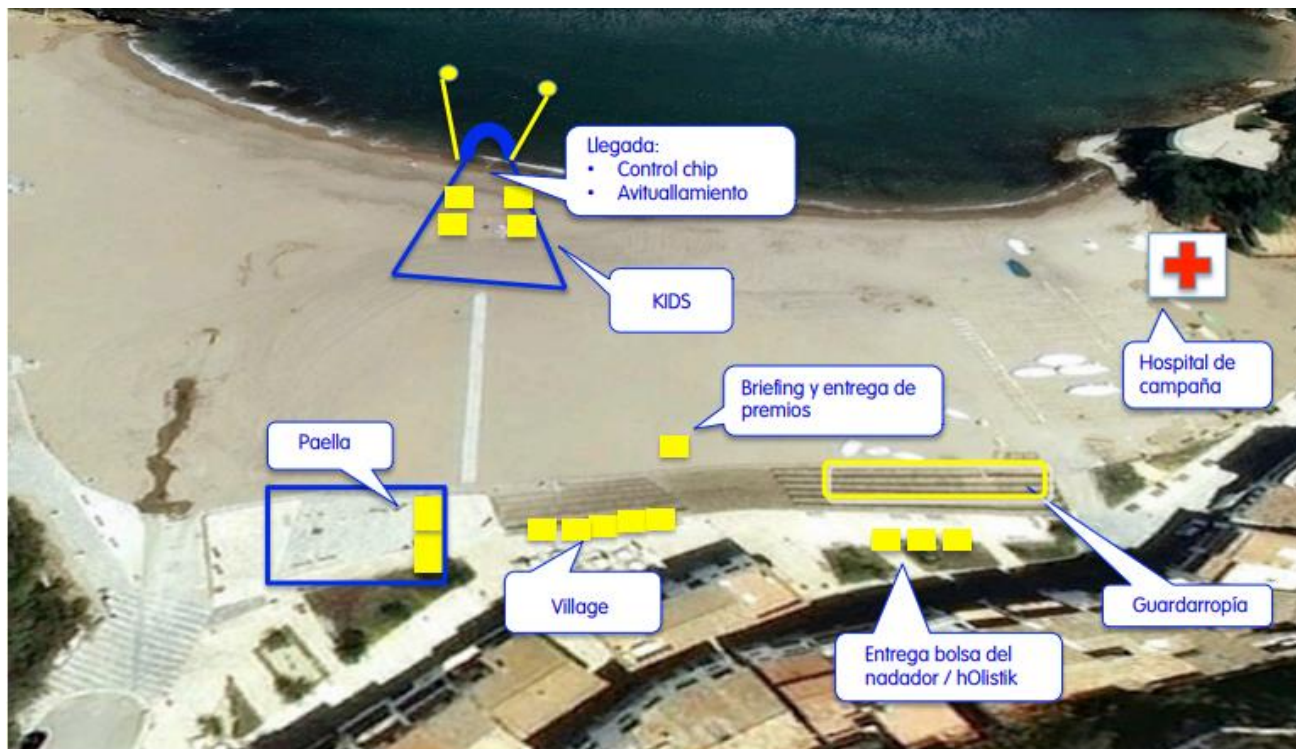 Llegada:
• Control chip
• Avituallamiento
KIDS
Hospital de
campaña
Briefing y entrega de
premios
Paella
Village
Guardarropía
Entrega bolsa del
nadador / hOlistik